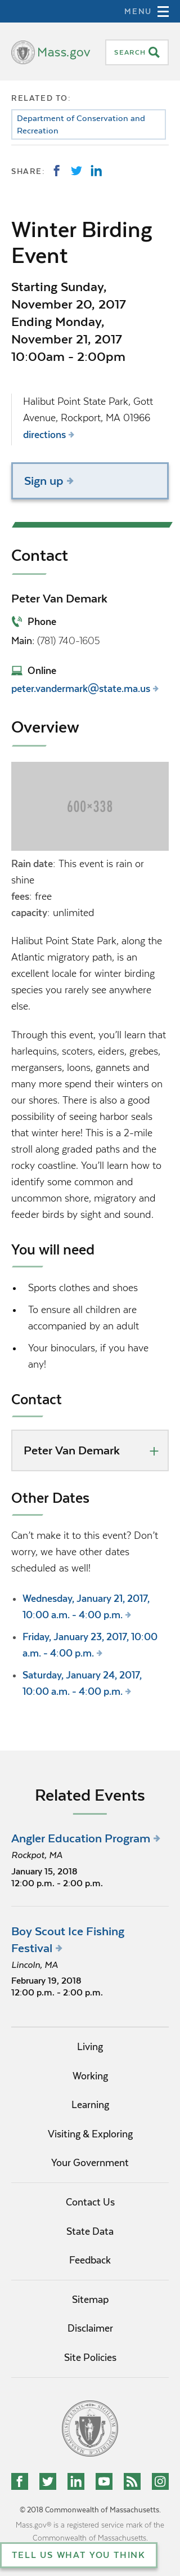 MENU
Mass.gov
SEARCH
RELATED TO:
Department of Conservation and
Recreation
SHARE:
Winter Birding
Event
Starting Sunday,
November 20, 2017
Ending Monday,
November 21, 2017
10:00am - 2:00pm
Halibut Point State Park, Gott
Avenue, Rockport, MA 01966
directions
Sign up
Contact
Peter Van Demark
Phone
Main: (781) 740-1605
Online
peter.vandermark@state.ma.us
Overview
600×338
Rain date: This event is rain or
shine
fees: free
capacity: unlimited
Halibut Point State Park, along the
Atlantic migratory path, is an
excellent locale for winter birding
species you rarely see anywhere
else.
Through this event, you'll learn that
harlequins, scoters, eiders, grebes,
mergansers, loons, gannets and
many more spend their winters on
our shores. There is also a good
possibility of seeing harbor seals
that winter here! This is a 2-mile
stroll along graded paths and the
rocky coastline. You'll learn how to
identify some common and
uncommon shore, migratory and
feeder birds by sight and sound.
You will need
• Sports clothes and shoes
• To ensure all children are
accompanied by an adult
• Your binoculars, if you have
any!
Contact
Peter Van Demark
Other Dates
Can't make it to this event? Don't
worry, we have other dates
scheduled as well!
• Wednesday, January 21, 2017,
10:00 a.m. - 4:00 p.m.
• Friday, January 23, 2017, 10:00
a.m. - 4:00 p.m.
• Saturday, January 24, 2017,
10:00 a.m. - 4:00 p.m.
Related Events
Angler Education Program
Rockpot, MA
January 15, 2018
12:00 p.m. - 2:00 p.m.
Boy Scout Ice Fishing
Festival
Lincoln, MA
February 19, 2018
12:00 p.m. - 2:00 p.m.
Living
Working
Learning
Visiting & Exploring
Your Government
Contact Us
State Data
Feedback
Sitemap
Disclaimer
Site Policies
© 2018 Commonwealth of Massachusetts.
Mass.gov® is a registered service mark of the
Commonwealth of Massachusetts.
TELL US WHAT YOU THINK